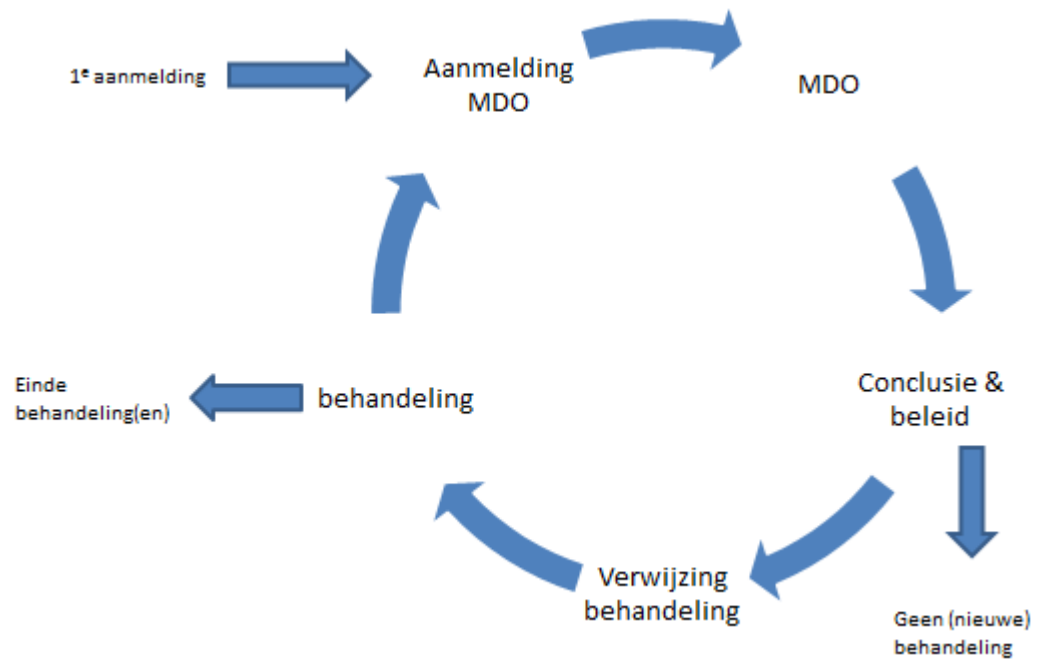 1e aanmelding
Aanmelding
MDO
MDO
Conclusie &
beleid
Geen (nieuwe)
behandeling
Verwijzing
behandeling
behandeling
Einde
behandeling(en)